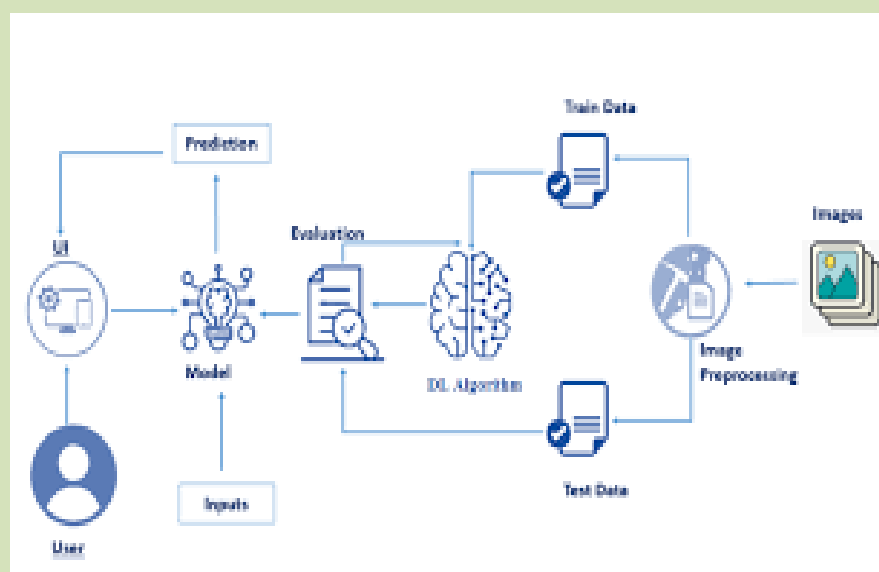 Train Data
Prediction
Images
Evaluation
UI
Model
Image
Preprocessing
DL Algorithm
Inputs
Test Data
User